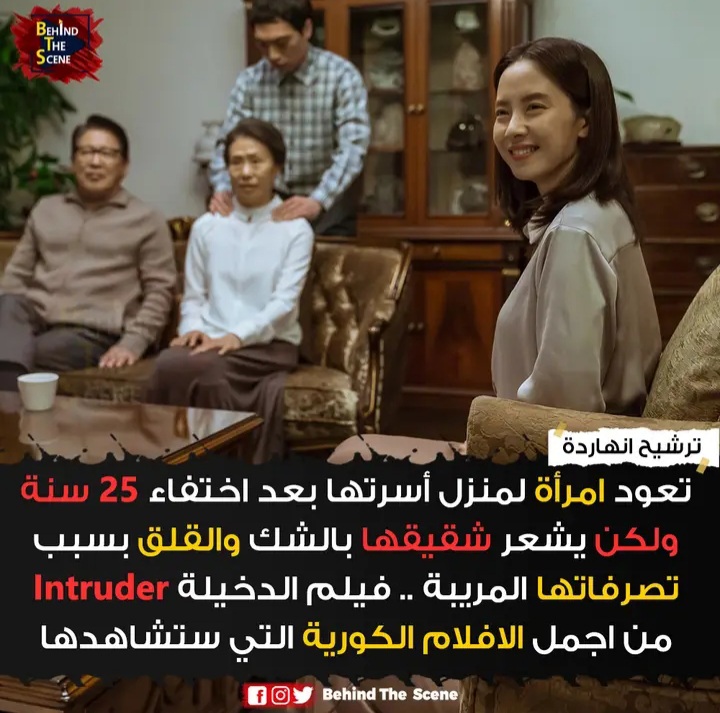 BEHIND
THE
SCENE
ترشيح انهاردة
تعود امرأة لمنزل أسرتها بعد اختفاء 25 سنة
ولكن يشعر شقيقها بالشك والقلق بسبب
تصرفاتها المريبة .. فيلم الدخيلة Intruder
من اجمل الافلام الكورية التي ستشاهدها
Behind The Scene